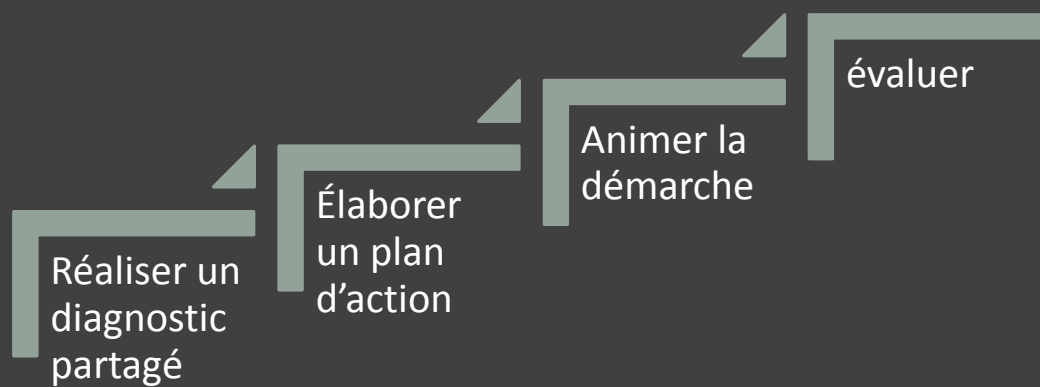 Réaliser un
diagnostic
partagé
Élaborer
un plan
d’action
Animer la
démarche
évaluer